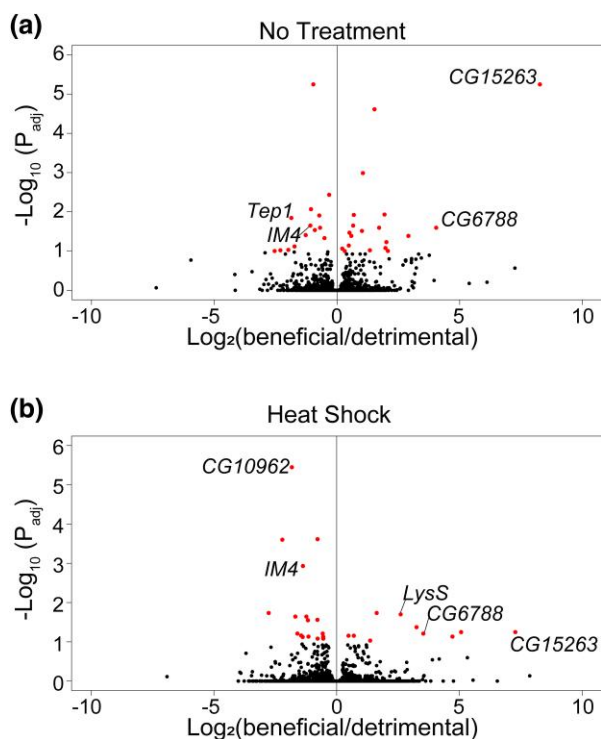 (a)
No Treatment
6
5
4
3
2
1
0
-Log₁₀ (P_adj)
CG15263
Tep1
IM4
CG6788
-10 -5 0 5 10
Log₂(beneficial/detrimental)
(b)
Heat Shock
6
5
4
3
2
1
0
-Log₁₀ (P_adj)
CG10962
IM4
LysS
CG6788
CG15263
-10 -5 0 5 10
Log₂(beneficial/detrimental)